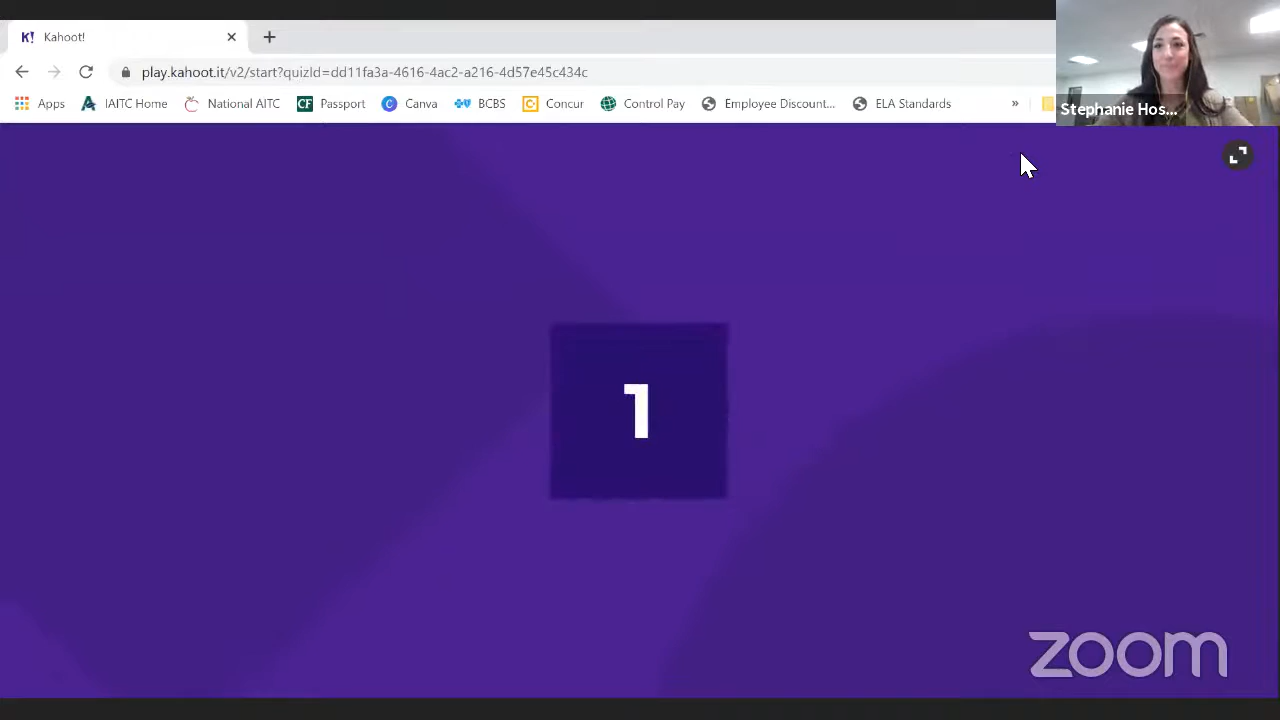 K! Kahoot!
play.kahoot.it/v2/start?quizId=dd11fa3a-4616-4ac2-a216-4d57e45c434c
Apps IAITC Home National AITC CF Passport C Canva BCBS Concur Control Pay Employee Discount... ELA Standards »
Stephanie Hos...
1
zoom